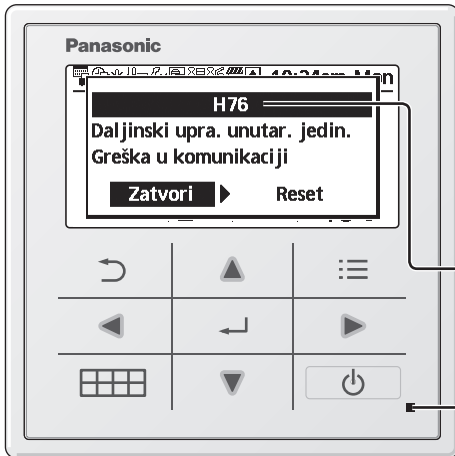 Panasonic
10:34am Mon
H76
Daljinski upra. unutar. jedin.
Greška u komunikaciji
Zatvori Reset